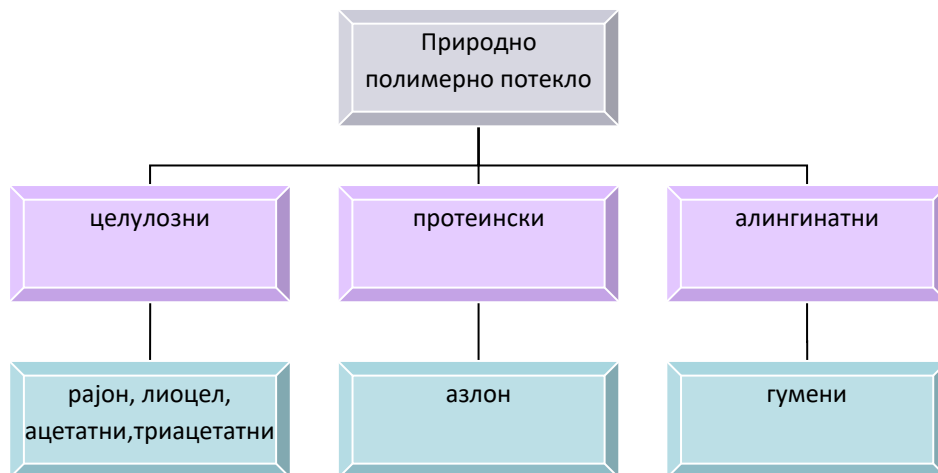 Природно
полимерно потекло
целулозни
протеински
алингинатни
рајон, лиоцел,
ацетатни,триацетатни
азлон
гумени